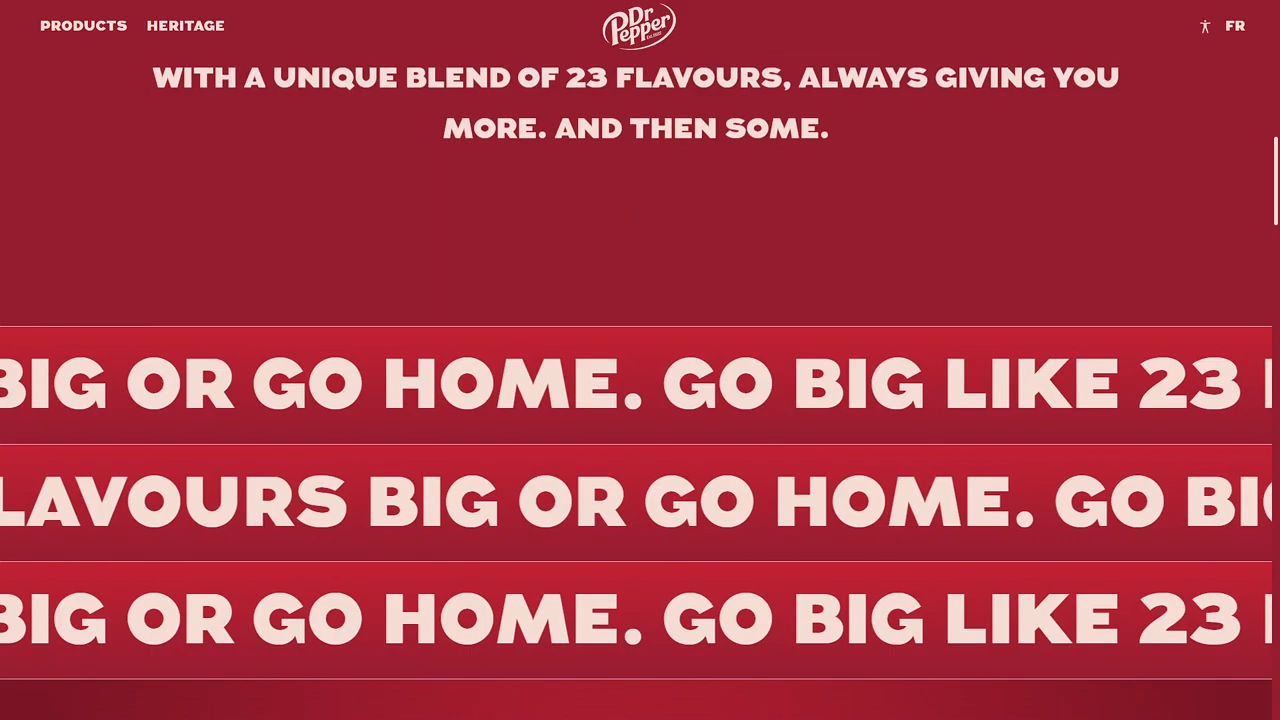 PRODUCTS HERITAGE Dr Pepper FR
WITH A UNIQUE BLEND OF 23 FLAVOURS, ALWAYS GIVING YOU
MORE. AND THEN SOME.
BIG OR GO HOME. GO BIG LIKE 23
LAVOURS BIG OR GO HOME. GO BIG
BIG OR GO HOME. GO BIG LIKE 23